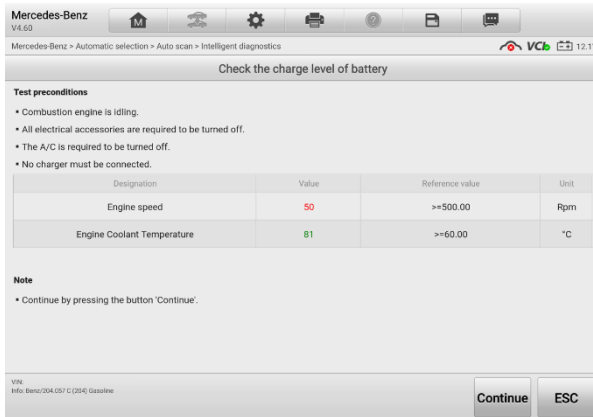 Mercedes-Benz
V4.60
M
?
Mercedes-Benz > Automatic selection > Auto scan > Intelligent diagnostics
VCI 12.1
Check the charge level of battery
Test preconditions
• Combustion engine is idling.
• All electrical accessories are required to be turned off.
• The A/C is required to be turned off.
• No charger must be connected.
Designation Value Reference value Unit
Engine speed 50 >=500.00 Rpm
Engine Coolant Temperature 81 >=60.00 °C
Note
• Continue by pressing the button 'Continue'.
VIN:
Info: Benz/204.057 C (204) Gasoline
Continue ESC